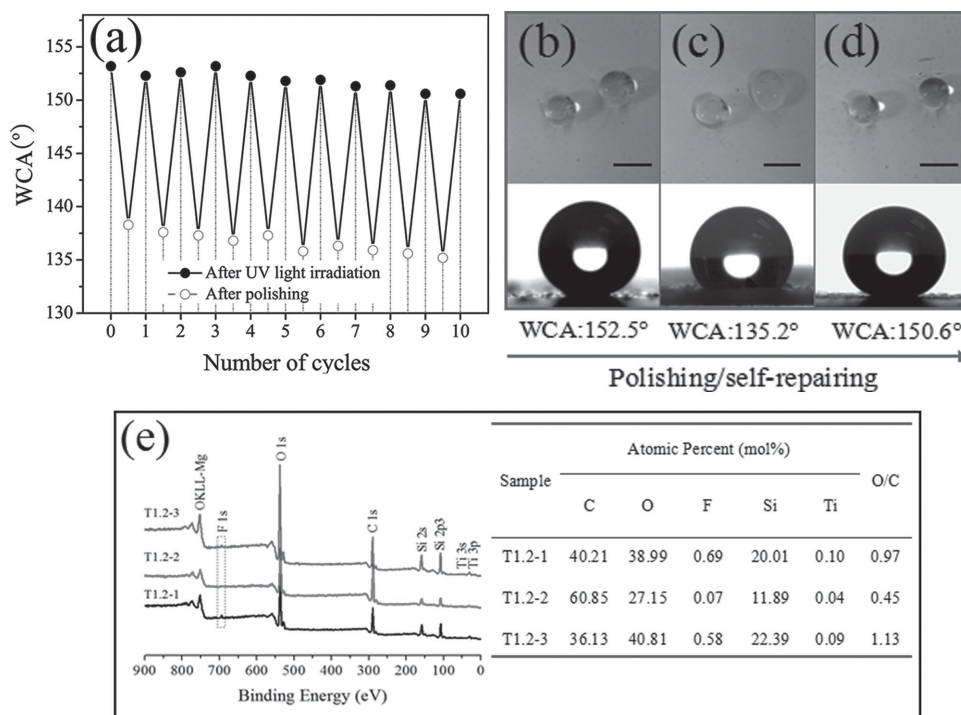 (a)
155
150
145
140
135
130
WCA(°)
After UV light irradiation
After polishing
0 1 2 3 4 5 6 7 8 9 10
Number of cycles
(b) (c) (d)
WCA:152.5° WCA:135.2° WCA:150.6°
Polishing/self-repairing
(e)
OKLL-Mg
F 1s
O 1s
C 1s
Si 2s
Si 2p3
Ti 3s
Ti 3p
T1.2-3
T1.2-2
T1.2-1
900 800 700 600 500 400 300 200 100 0
Binding Energy (eV)
Sample Atomic Percent (mol%) O/C
C O F Si Ti
T1.2-1 40.21 38.99 0.69 20.01 0.10 0.97
T1.2-2 60.85 27.15 0.07 11.89 0.04 0.45
T1.2-3 36.13 40.81 0.58 22.39 0.09 1.13